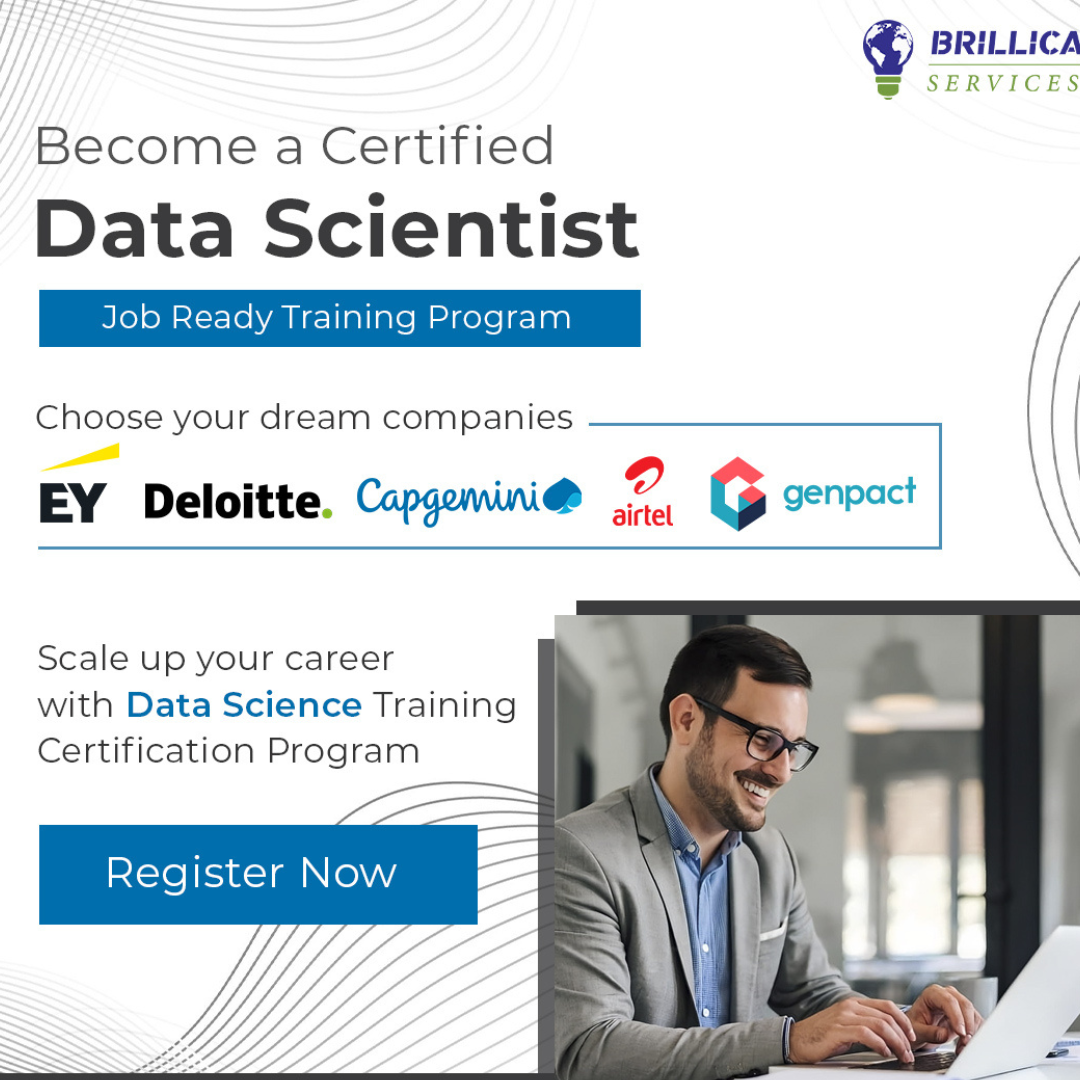 BRILLICA
SERVICES
Become a Certified
Data Scientist
Job Ready Training Program
Choose your dream companies
EY Deloitte. Capgemini airtel genpact
Scale up your career
with Data Science Training
Certification Program
Register Now